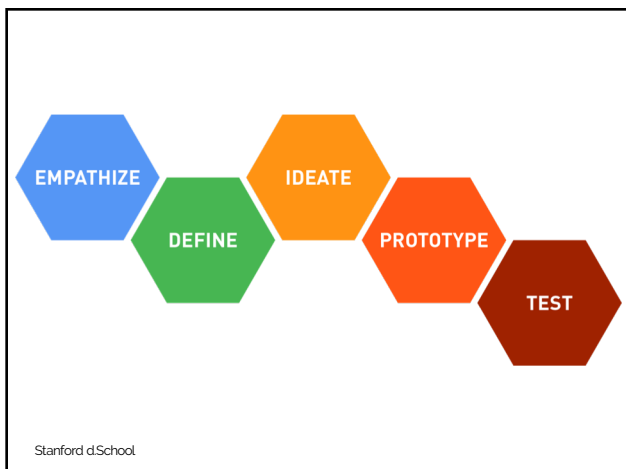 EMPATHIZE
DEFINE
IDEATE
PROTOTYPE
TEST
Stanford d.School